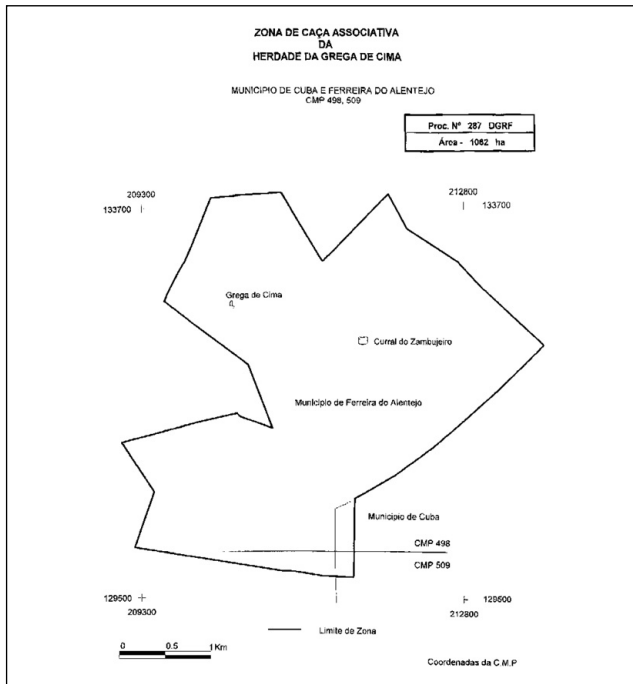 ZONA DE CAÇA ASSOCIATIVA
DA
HERDADE DA GREGA DE CIMA
MUNICIPIO DE CUBA E FERREIRA DO ALENTEJO
CMP 498, 509
Proc. Nº 287 DGRF
Área - 1062 ha
209300
133700
212800
133700
Grega de Cima
Curral do Zambujeiro
Municipio de Ferreira do Alentejo
Municipio de Cuba
CMP 498
CMP 509
129500
209300
129500
212800
Limite de Zona
0 0.5 1 Km
Coordenadas da C.M.P